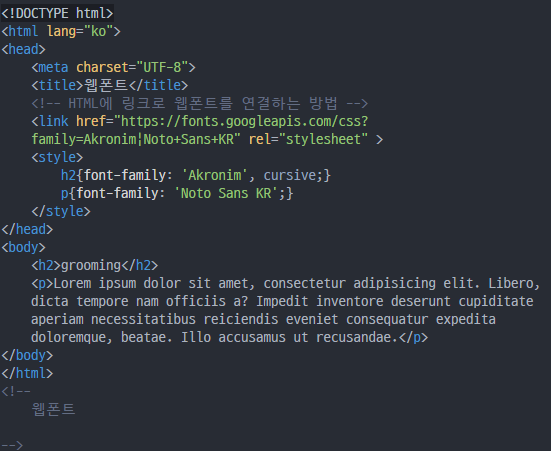 <!DOCTYPE html>
<html lang="ko">
<head>
    <meta charset="UTF-8">
    <title>웹폰트</title>
    <!-- HTML에 링크로 웹폰트를 연결하는 방법 -->
    <link href="https://fonts.googleapis.com/css?
    family=Akronim¦Noto+Sans+KR" rel="stylesheet" >
    <style>
        h2{font-family: 'Akronim', cursive;}
        p{font-family: 'Noto Sans KR';}
    </style>
</head>
<body>
    <h2>grooming</h2>
    <p>Lorem ipsum dolor sit amet, consectetur adipisicing elit. Libero,
    dicta tempore nam officiis a? Impedit inventore deserunt cupiditate
    aperiam necessitatibus reiciendis eveniet consequatur expedita
    doloremque, beatae. Illo accusamus ut recusandae.</p>
</body>
</html>
<!--
    웹폰트
-->